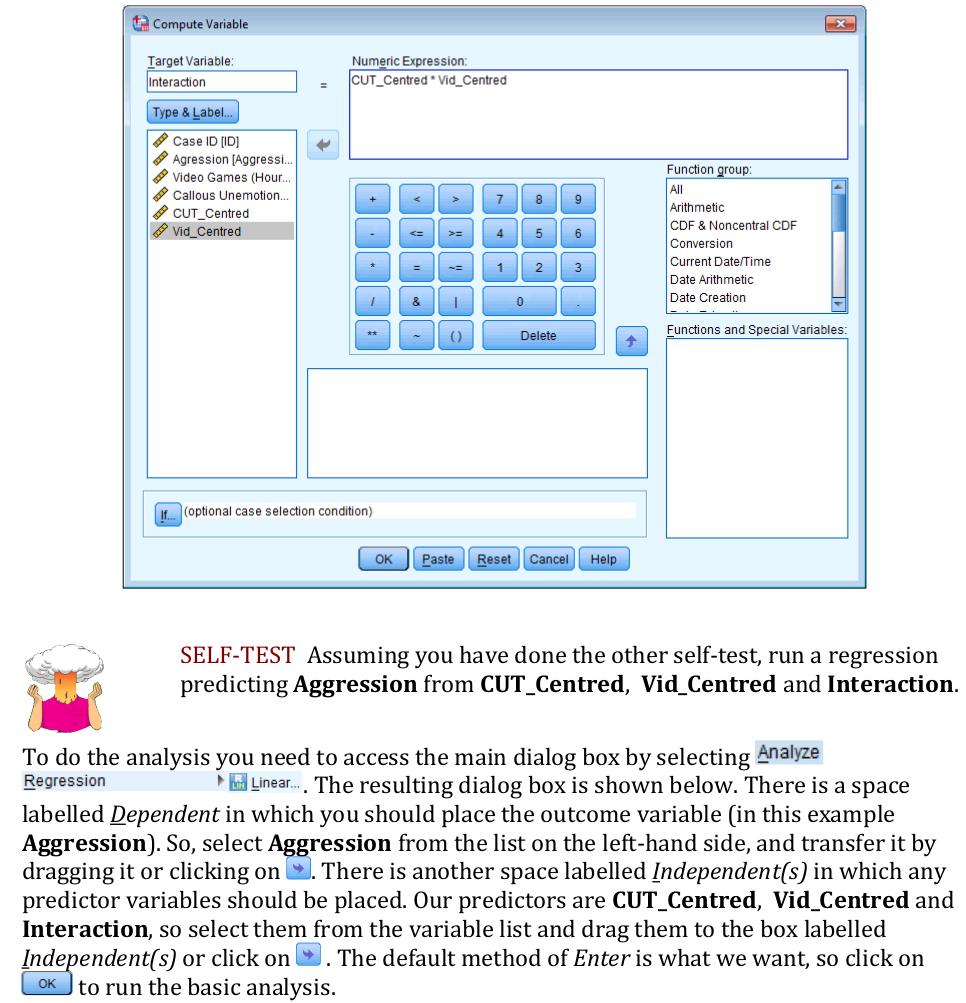 Compute Variable
Target Variable:
Numeric Expression:
Interaction
=
CUT_Centred * Vid_Centred
Type & Label...
Case ID [ID]
Agression [Aggressi...
Video Games (Hour...
Callous Unemotion...
CUT_Centred
Vid_Centred
+ < > 7 8 9
- <= >= 4 5 6
* = ~= 1 2 3
/ & | 0 .
** ~ ( ) Delete
Function group:
All
Arithmetic
CDF & Noncentral CDF
Conversion
Current Date/Time
Date Arithmetic
Date Creation
Functions and Special Variables:
If... (optional case selection condition)
OK Paste Reset Cancel Help
SELF-TEST Assuming you have done the other self-test, run a regression
predicting Aggression from CUT_Centred, Vid_Centred and Interaction.
To do the analysis you need to access the main dialog box by selecting Analyze
Regression Linear... . The resulting dialog box is shown below. There is a space
labelled Dependent in which you should place the outcome variable (in this example
Aggression). So, select Aggression from the list on the left-hand side, and transfer it by
dragging it or clicking on . There is another space labelled Independent(s) in which any
predictor variables should be placed. Our predictors are CUT_Centred, Vid_Centred and
Interaction, so select them from the variable list and drag them to the box labelled
Independent(s) or click on . The default method of Enter is what we want, so click on
OK to run the basic analysis.